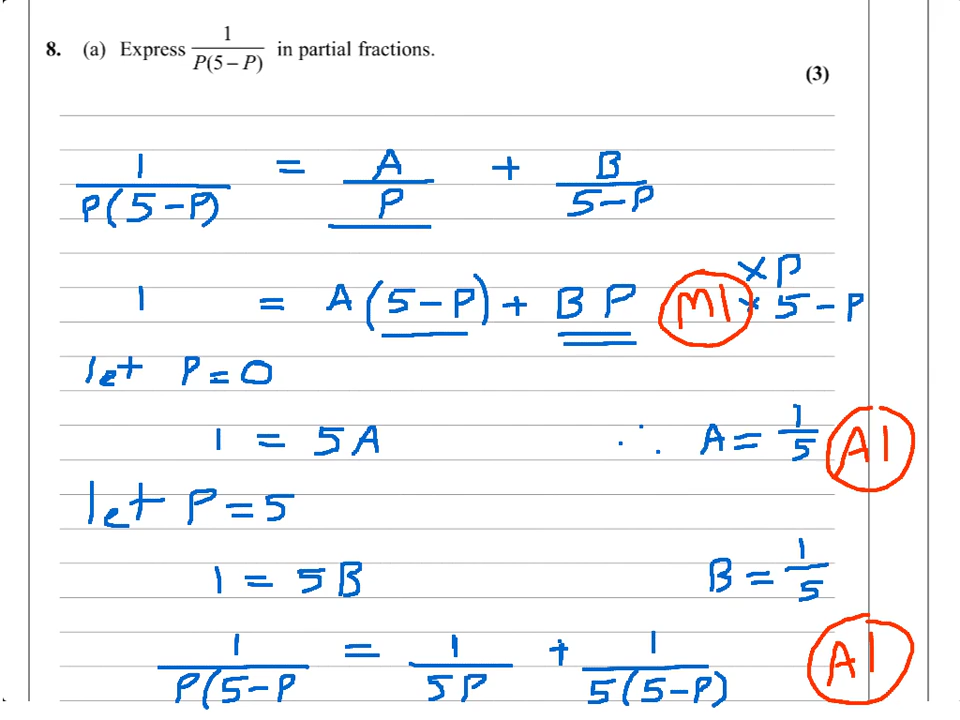 8. (a) Express 1/(P(5 – P)) in partial fractions.
(3)
1/(P(5-P)) = A/P + B/(5-P)
×P
1 = A(5-P) + BP M1 × 5-P
let P=0
1 = 5A ∴ A = 1/5 A1
let P=5
1 = 5B B = 1/5
1/(P(5-P = 1/(5P) + 1/(5(5-P)) A1